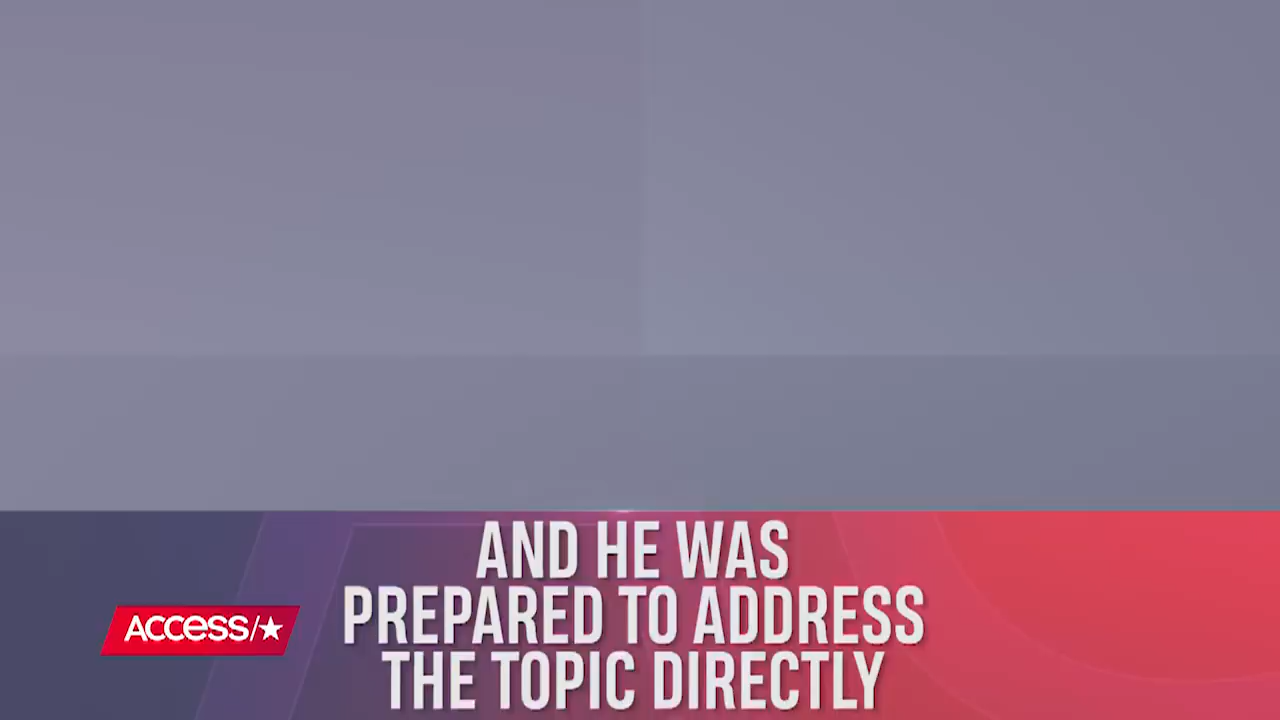 AND HE WAS
PREPARED TO ADDRESS
THE TOPIC DIRECTLY
ACCESS/★